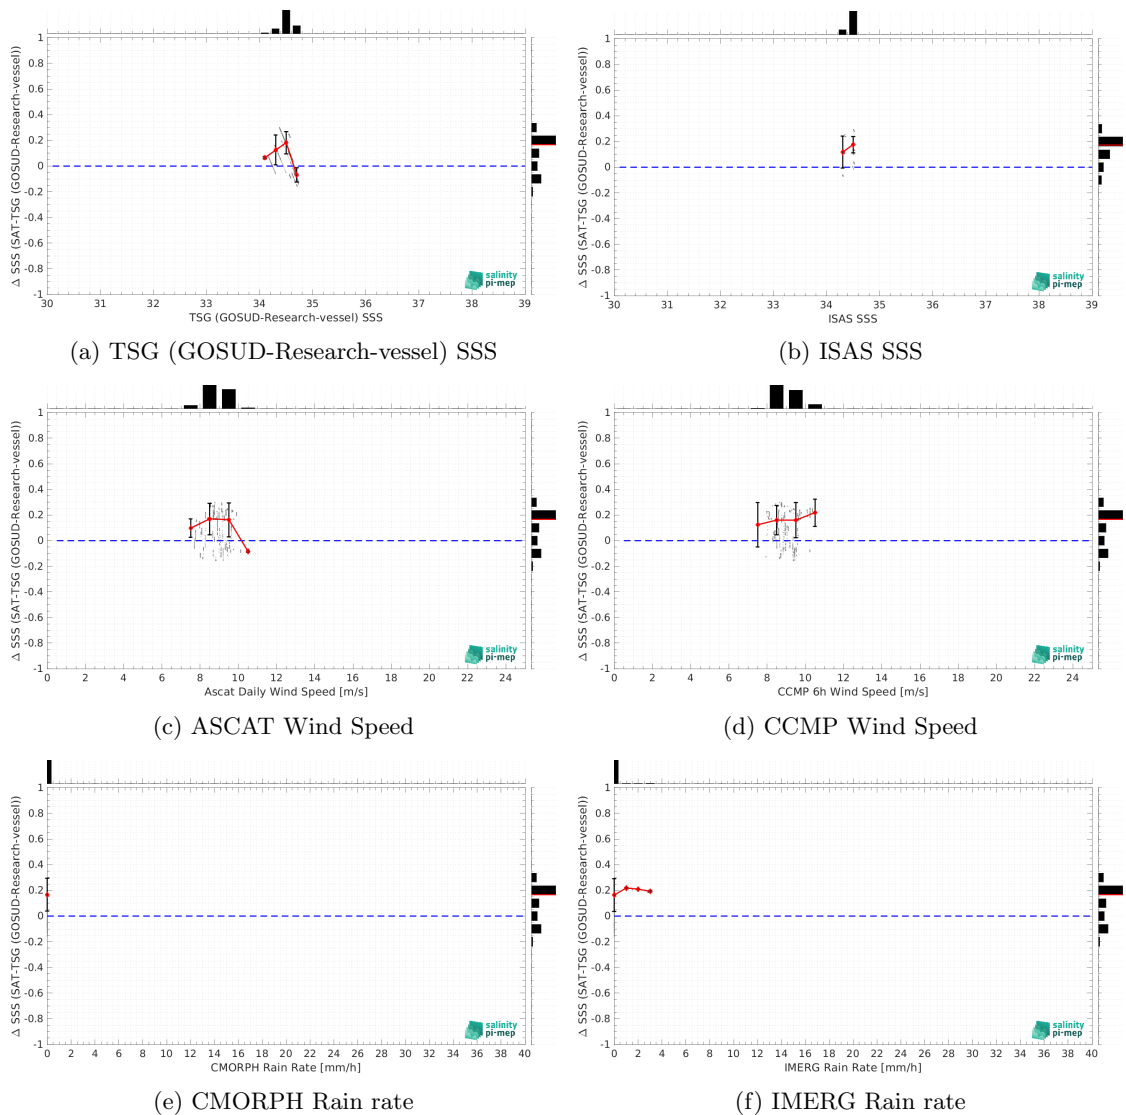 1
0.8
0.6
0.4
0.2
0
-0.2
-0.4
-0.6
-0.8
-1
Δ SSS (SAT-TSG (GOSUD-Research-vessel))
30 31 32 33 34 35 36 37 38 39
TSG (GOSUD-Research-vessel) SSS
salinity
pi-mep
(a) TSG (GOSUD-Research-vessel) SSS
1
0.8
0.6
0.4
0.2
0
-0.2
-0.4
-0.6
-0.8
-1
Δ SSS (SAT-TSG (GOSUD-Research-vessel))
30 31 32 33 34 35 36 37 38 39
ISAS SSS
salinity
pi-mep
(b) ISAS SSS
1
0.8
0.6
0.4
0.2
0
-0.2
-0.4
-0.6
-0.8
-1
Δ SSS (SAT-TSG (GOSUD-Research-vessel))
0 2 4 6 8 10 12 14 16 18 20 22 24
Ascat Daily Wind Speed [m/s]
salinity
pi-mep
(c) ASCAT Wind Speed
1
0.8
0.6
0.4
0.2
0
-0.2
-0.4
-0.6
-0.8
-1
Δ SSS (SAT-TSG (GOSUD-Research-vessel))
0 2 4 6 8 10 12 14 16 18 20 22 24
CCMP 6h Wind Speed [m/s]
salinity
pi-mep
(d) CCMP Wind Speed
1
0.8
0.6
0.4
0.2
0
-0.2
-0.4
-0.6
-0.8
-1
Δ SSS (SAT-TSG (GOSUD-Research-vessel))
0 2 4 6 8 10 12 14 16 18 20 22 24 26 28 30 32 34 36 38 40
CMORPH Rain Rate [mm/h]
salinity
pi-mep
(e) CMORPH Rain rate
1
0.8
0.6
0.4
0.2
0
-0.2
-0.4
-0.6
-0.8
-1
Δ SSS (SAT-TSG (GOSUD-Research-vessel))
0 2 4 6 8 10 12 14 16 18 20 22 24 26 28 30 32 34 36 38 40
IMERG Rain Rate [mm/h]
salinity
pi-mep
(f) IMERG Rain rate